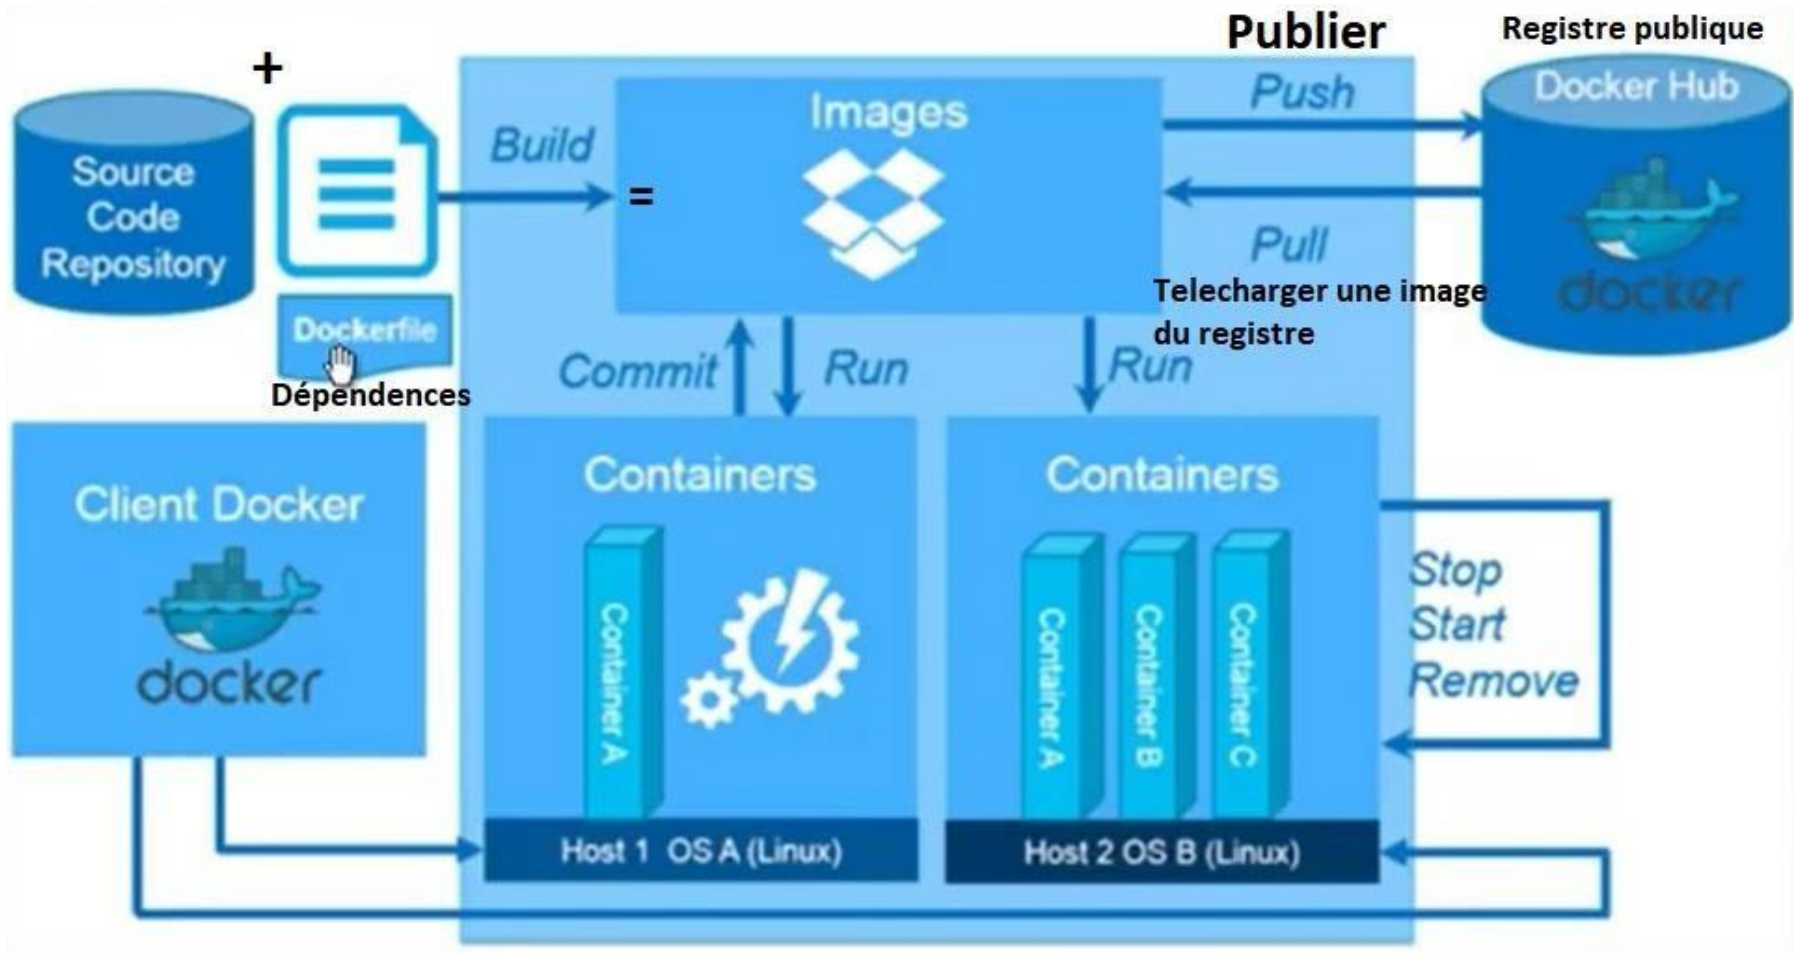 Publier
Registre publique
+
Source
Code
Repository
Dockerfile
Dépendences
Build
=
Images
Push
Pull
Telecharger une image
du registre
Docker Hub
docker
Commit
Run
Run
Client Docker
docker
Containers
Container A
Host 1 OS A (Linux)
Containers
Container A
Container B
Container C
Host 2 OS B (Linux)
Stop
Start
Remove